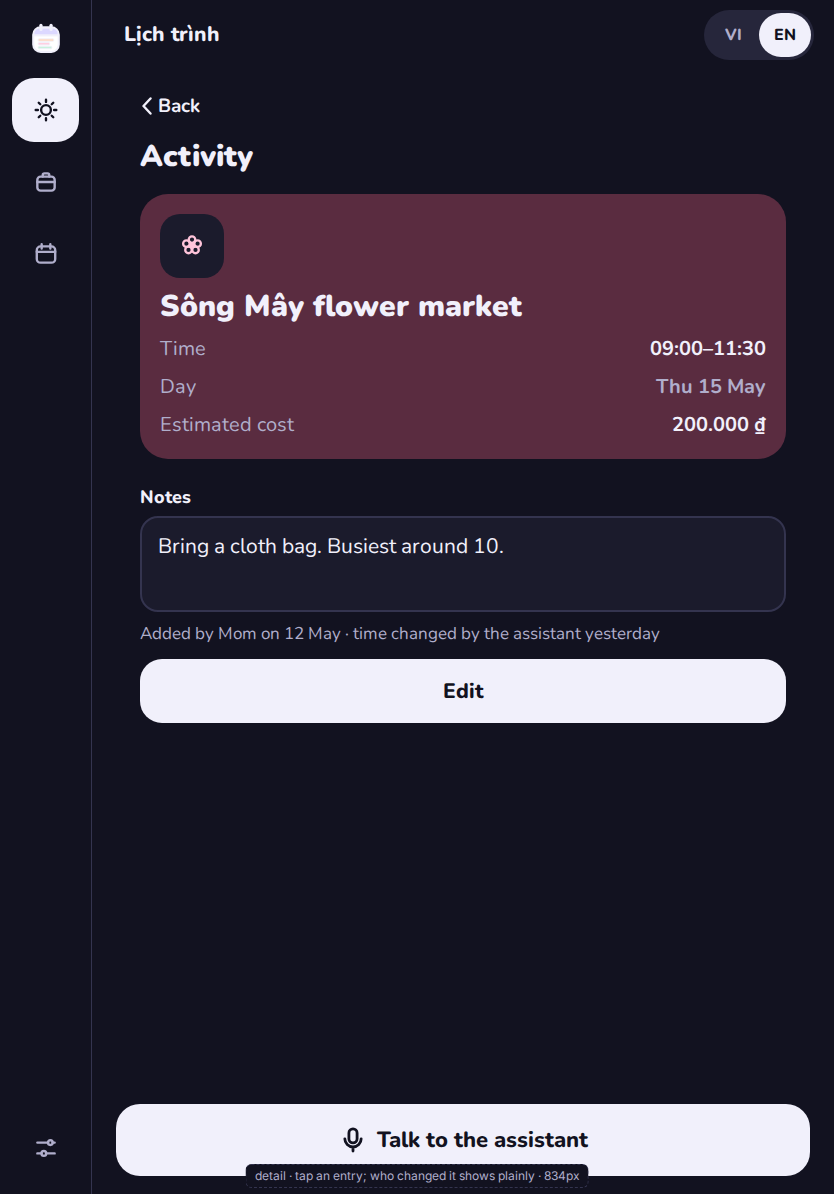 Lịch trình
VI EN
Back
Activity
Sông Mây flower market
Time 09:00–11:30
Day Thu 15 May
Estimated cost 200.000 ₫
Notes
Bring a cloth bag. Busiest around 10.
Added by Mom on 12 May · time changed by the assistant yesterday
Edit
Talk to the assistant
detail · tap an entry; who changed it shows plainly · 834px